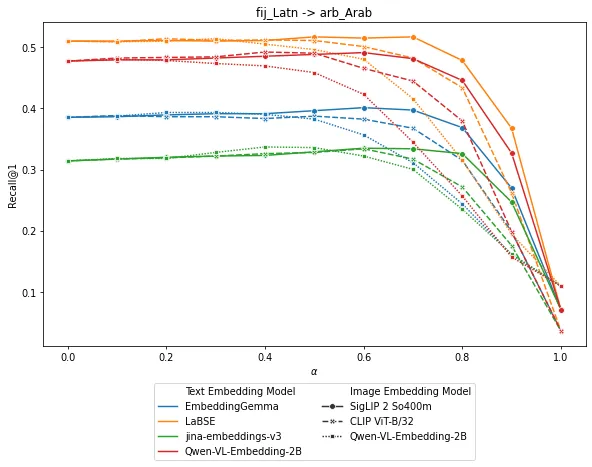 fij_Latn -> arb_Arab
Recall@1
0.5
0.4
0.3
0.2
0.1
0.0
0.2
0.4
0.6
0.8
1.0
α
Text Embedding Model
EmbeddingGemma
LaBSE
jina-embeddings-v3
Qwen-VL-Embedding-2B
Image Embedding Model
SigLIP 2 So400m
CLIP ViT-B/32
Qwen-VL-Embedding-2B